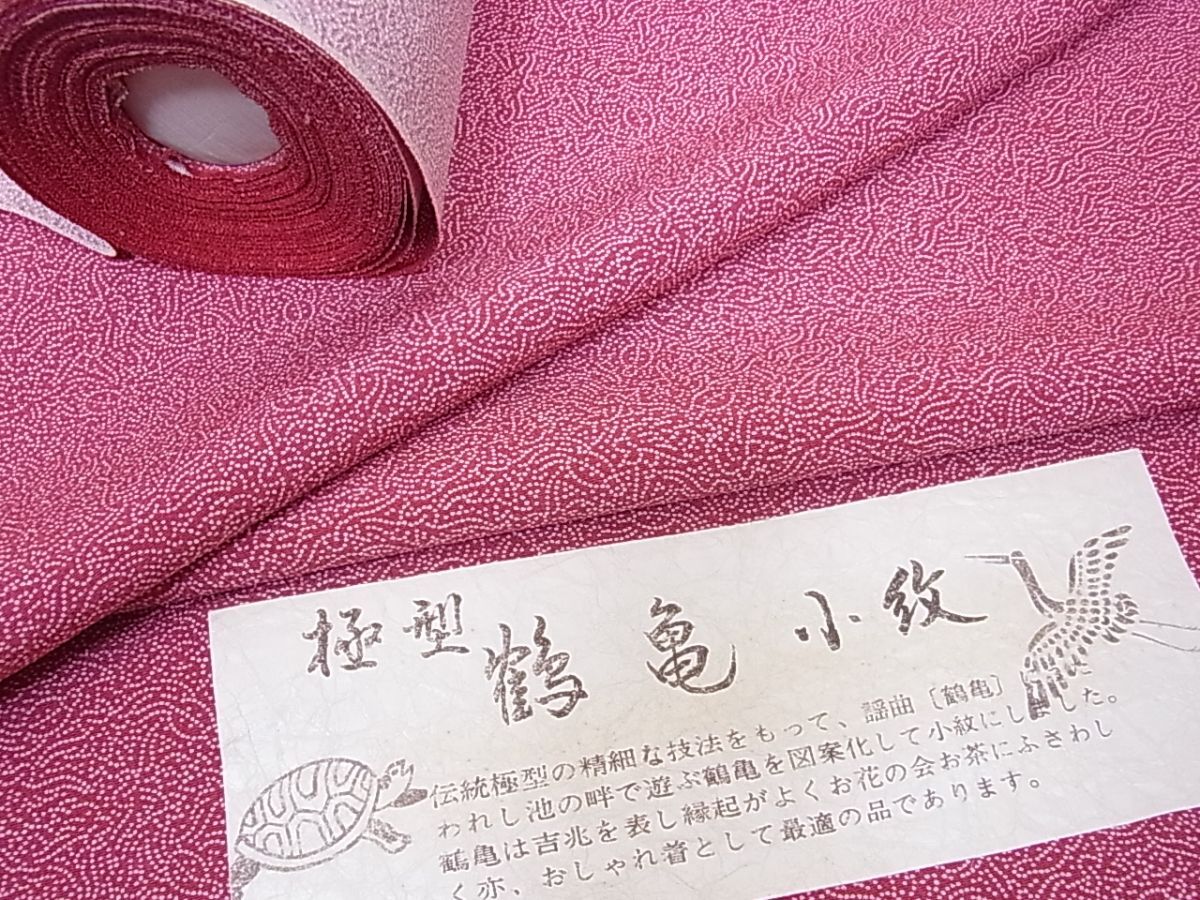 極型 鶴亀 小紋
伝統極型の精細な技法をもって、謡曲〔鶴亀〕に
われし池の畔で遊ぶ鶴亀を図案化して小紋にしました。
鶴亀は吉兆を表し縁起がよくお花の会お茶にふさわし
く亦、おしゃれ着として最適の品であります。